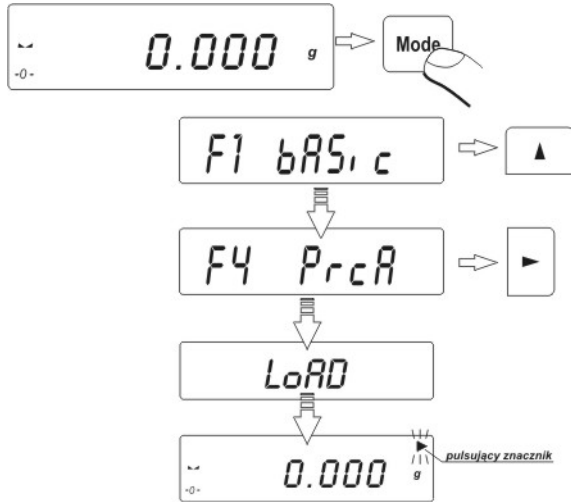 0.000 g
-0-
Mode
F1 bASic
F4 PrcA
LoAD
pulsujący znacznik
0.000 g
-0-